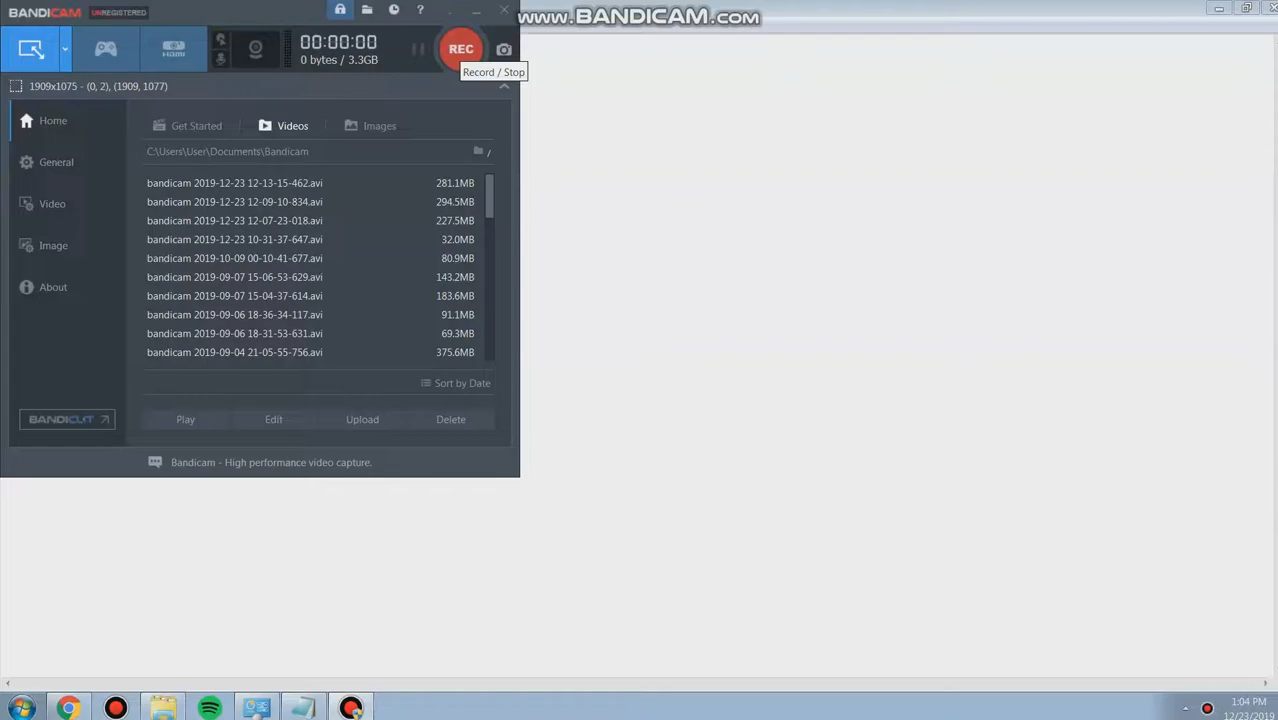 BANDICAM UNREGISTERED
www.BANDICAM.com
00:00:00
0 bytes / 3.3GB
HDMI
REC
Record / Stop
1909x1075 - (0, 2), (1909, 1077)
Home
General
Video
Image
About
BANDICUT
Get Started
Videos
Images
C:\Users\User\Documents\Bandicam
bandicam 2019-12-23 12-13-15-462.avi 281.1MB
bandicam 2019-12-23 12-09-10-834.avi 294.5MB
bandicam 2019-12-23 12-07-23-018.avi 227.5MB
bandicam 2019-12-23 10-31-37-647.avi 32.0MB
bandicam 2019-10-09 00-10-41-677.avi 80.9MB
bandicam 2019-09-07 15-06-53-629.avi 143.2MB
bandicam 2019-09-07 15-04-37-614.avi 183.6MB
bandicam 2019-09-06 18-36-34-117.avi 91.1MB
bandicam 2019-09-06 18-31-53-631.avi 69.3MB
bandicam 2019-09-04 21-05-55-756.avi 375.6MB
Sort by Date
Play Edit Upload Delete
Bandicam - High performance video capture.
1:04 PM
12/23/2019